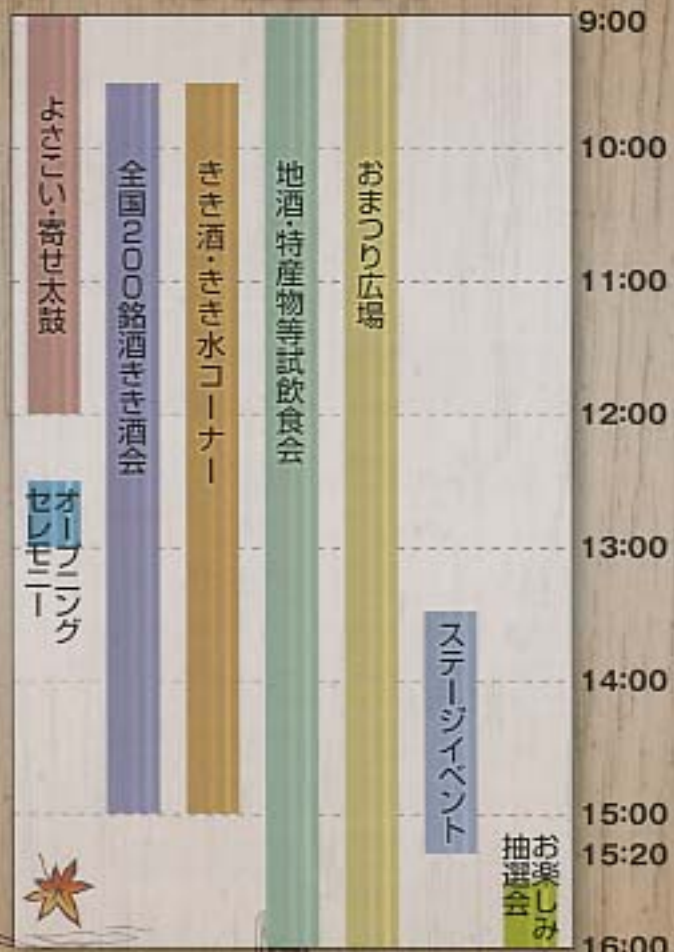 よさこい・寄せ太鼓
オープニング
セレモニー
全国200銘酒きき酒会
きき酒・きき水コーナー
地酒・特産物等試飲食会
おまつり広場
ステージイベント
お楽しみ
抽選会
9:00
10:00
11:00
12:00
13:00
14:00
15:00
15:20
16:00